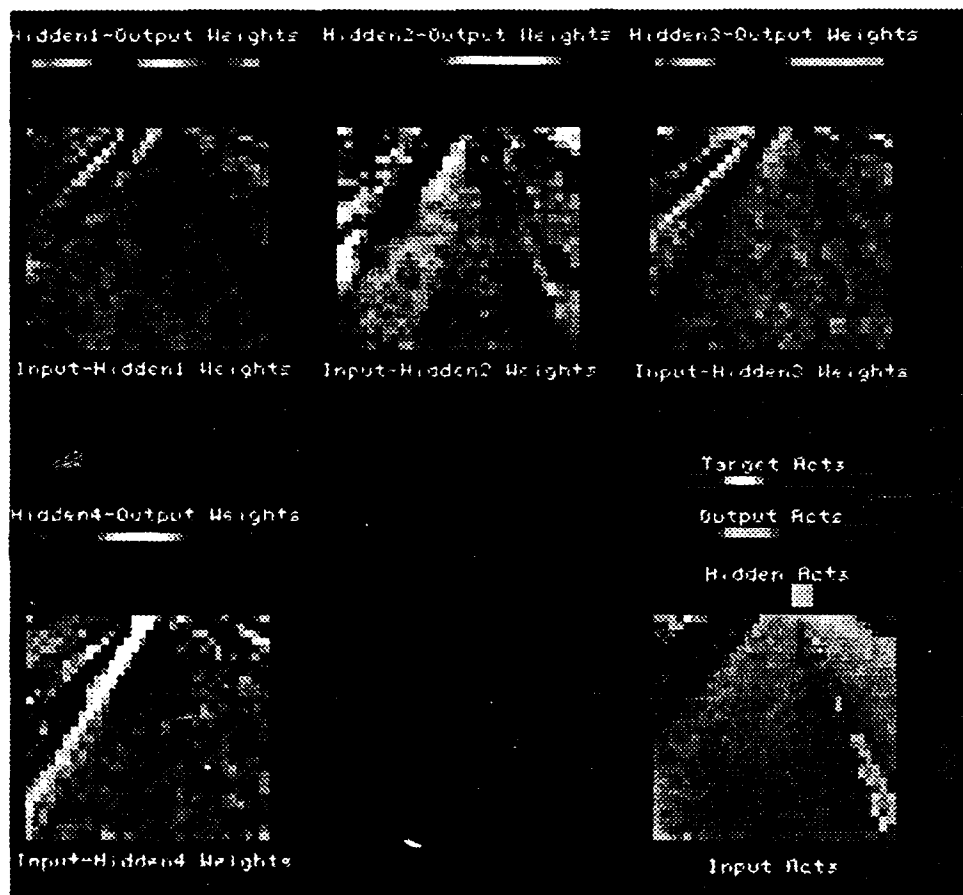 Hidden1-Output Weights Hidden2-Output Weights Hidden3-Output Weights
Input-Hidden1 Weights Input-Hidden2 Weights Input-Hidden3 Weights
Target Acts
Hidden4-Output Weights Output Acts
Hidden Acts
Input-Hidden4 Weights Input Acts